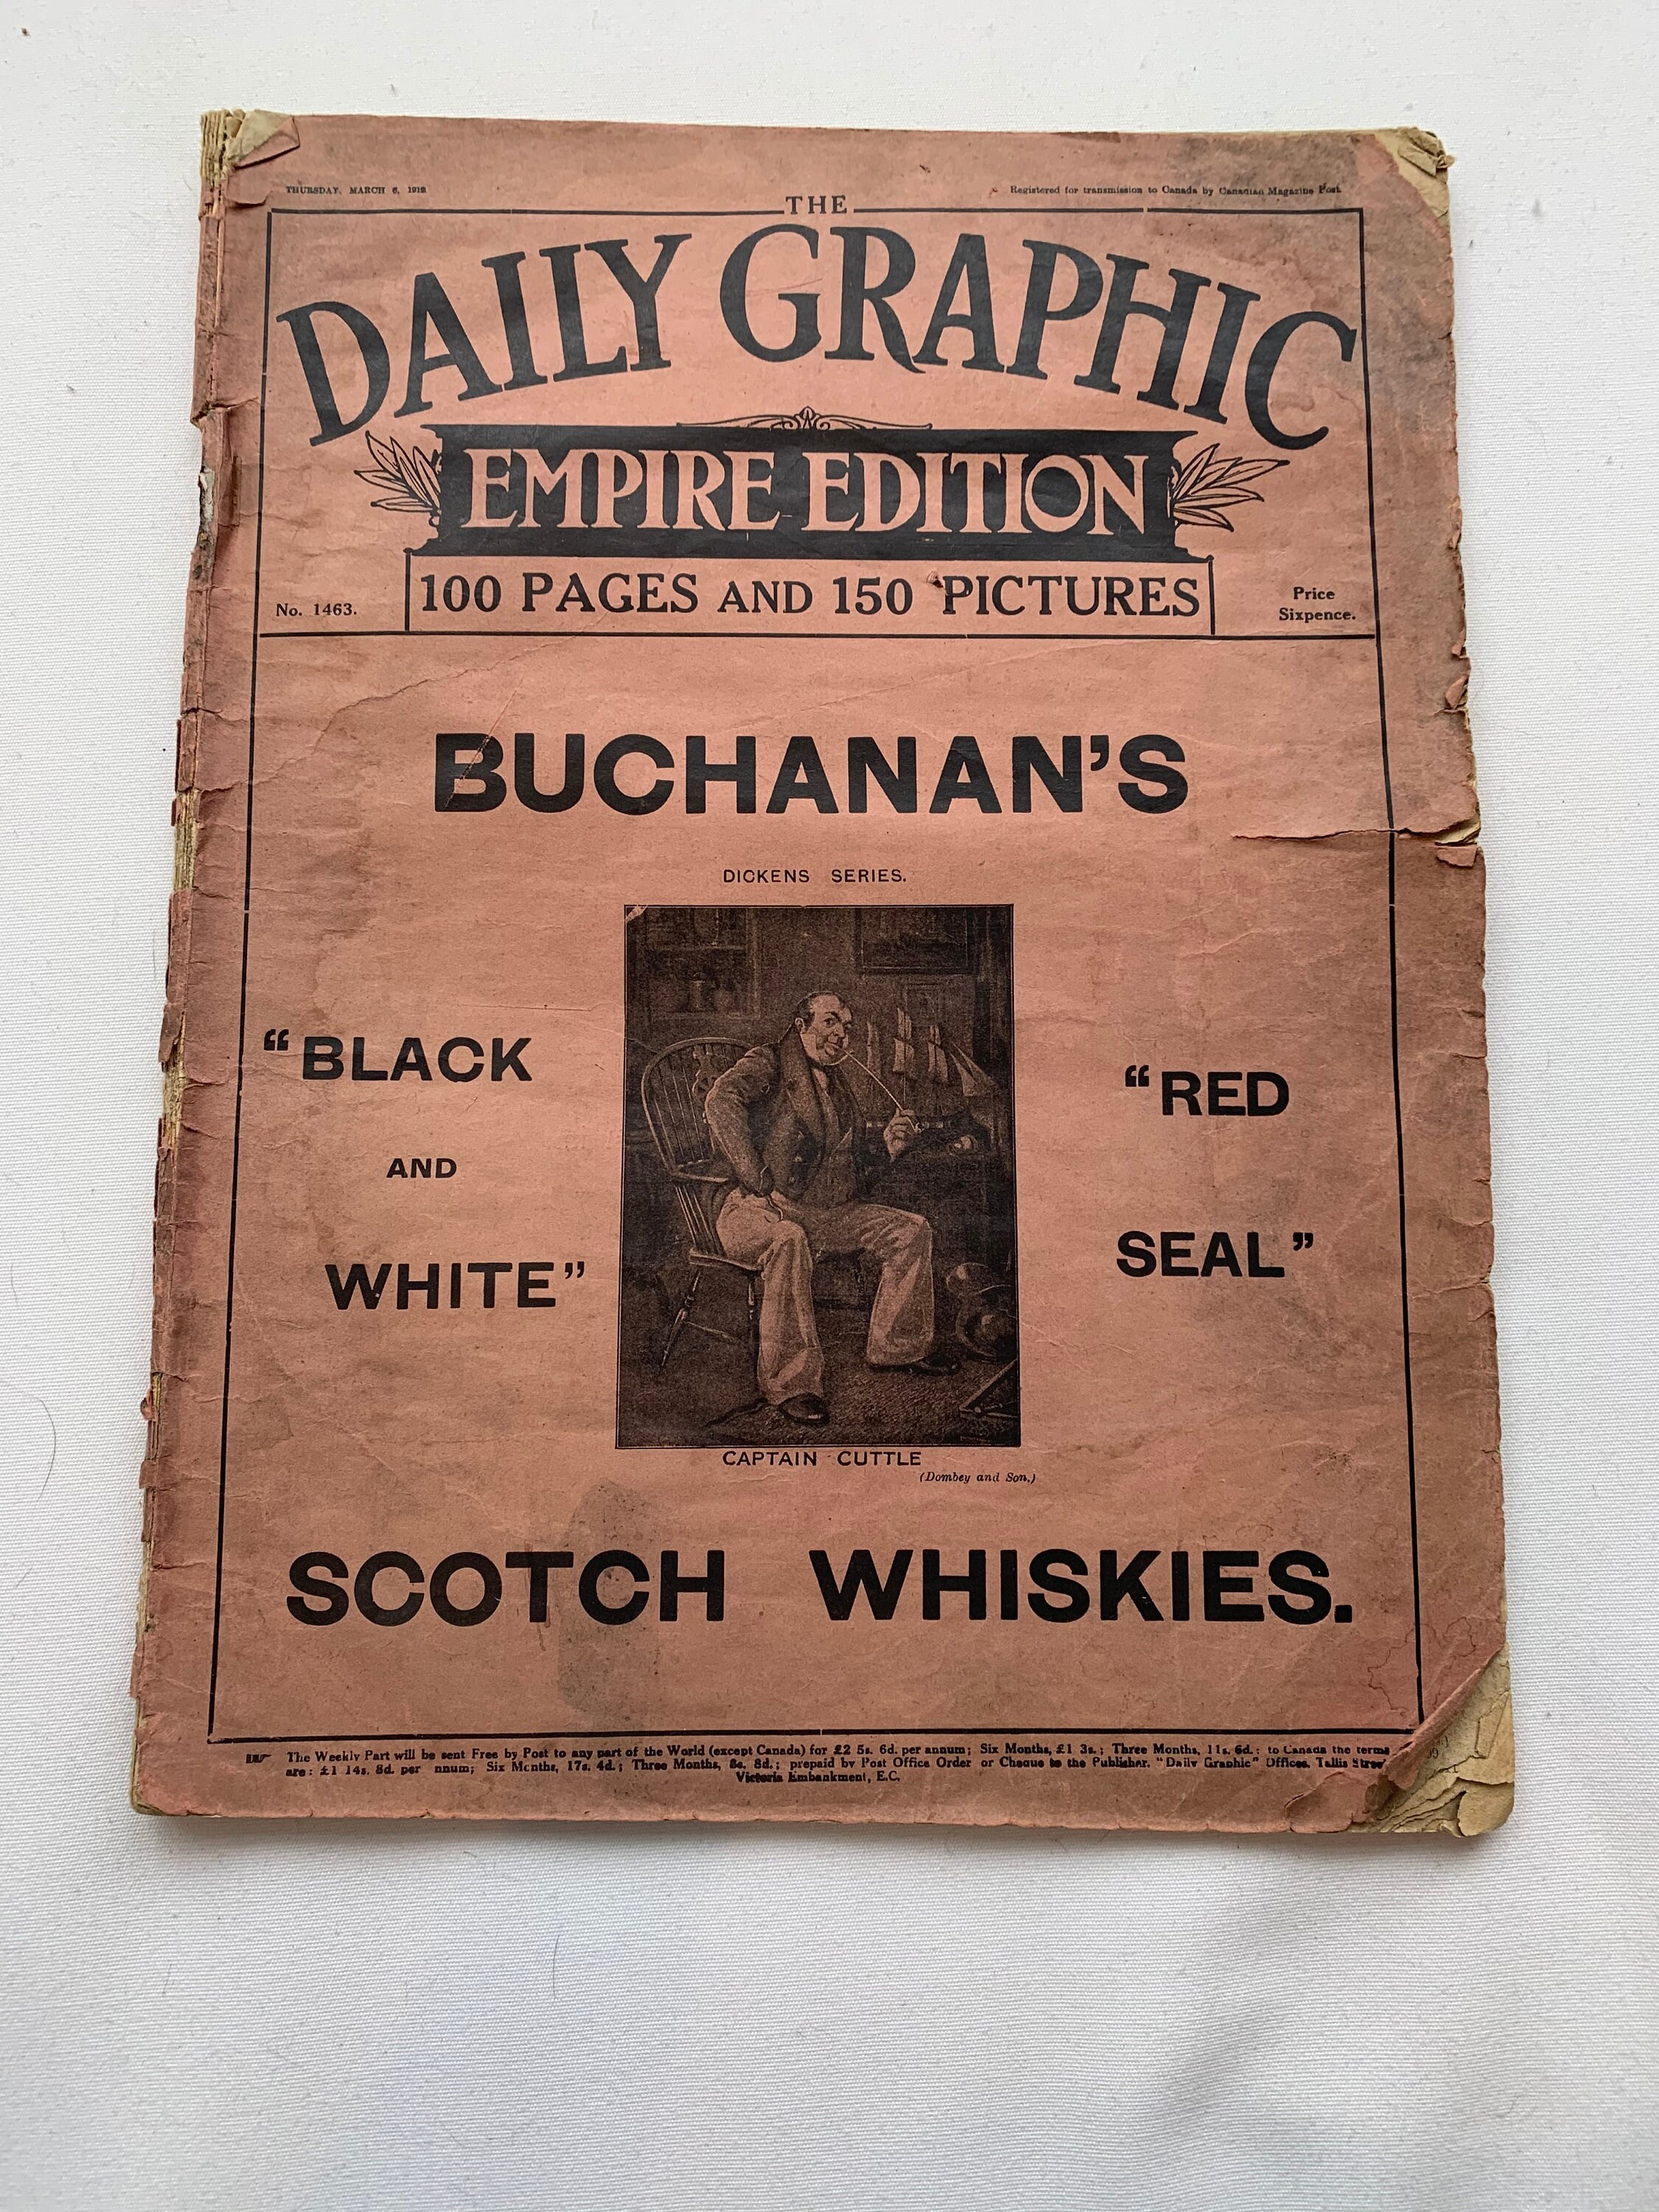 THURSDAY, MARCH 6, 1919.
Registered for transmission to Canada by Canadian Magazine Post.
THE
DAILY GRAPHIC
EMPIRE EDITION
100 PAGES AND 150 PICTURES
No. 1463.
Price
Sixpence.
BUCHANAN'S
DICKENS SERIES.
"BLACK
AND
WHITE"
"RED
SEAL"
CAPTAIN CUTTLE
(Dombey and Son.)
SCOTCH WHISKIES.
The Weekly Part will be sent Free by Post to any part of the World (except Canada) for £2 5s. 6d. per annum; Six Months, £1 3s.; Three Months, 11s. 6d.: to Canada the terms
are: £1 14s. 8d. per nnum; Six Months, 17s. 4d.; Three Months, 8s. 8d.; prepaid by Post Office Order or Cheque to the Publisher, "Daily Graphic" Offices, Tallis Street
Victoria Embankment, E.C.